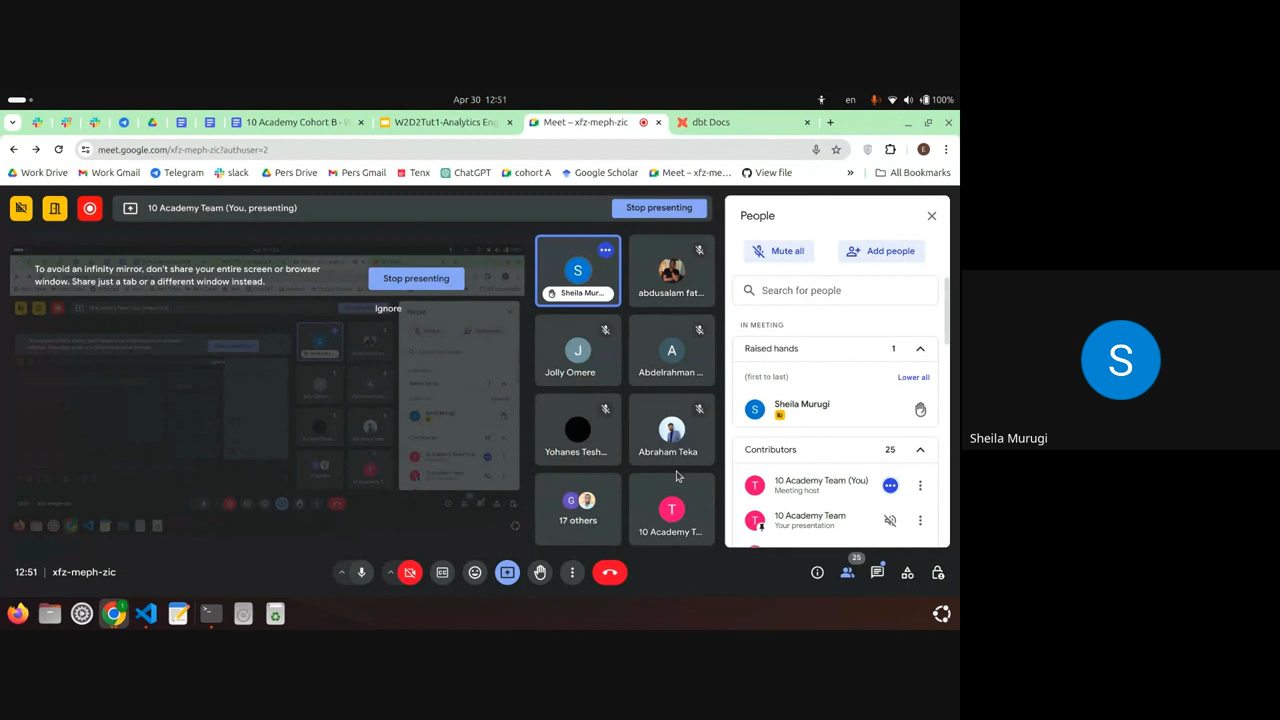 Apr 30 12:51
en
100%
10 Academy Cohort B - W
W2D2Tut1-Analytics Eng
Meet – xfz-meph-zic
dbt Docs
meet.google.com/xfz-meph-zic?authuser=2
E
Work Drive
Work Gmail
Telegram
slack
Pers Drive
Pers Gmail
Tenx
ChatGPT
cohort A
Google Scholar
Meet – xfz-me...
View file
»
All Bookmarks
10 Academy Team (You, presenting)
Stop presenting
To avoid an infinity mirror, don't share your entire screen or browser
window. Share just a tab or a different window instead.
Stop presenting
Ignore
S
Sheila Mur...
abdusalam fat...
J
Jolly Omere
A
Abdelrahman ...
Yohanes Tesh...
Abraham Teka
G
17 others
T
10 Academy T...
People
Mute all
Add people
Search for people
IN MEETING
Raised hands 1
(first to last) Lower all
S
Sheila Murugi
Contributors 25
T
10 Academy Team (You)
Meeting host
T
10 Academy Team
Your presentation
12:51 | xfz-meph-zic
25
S
Sheila Murugi